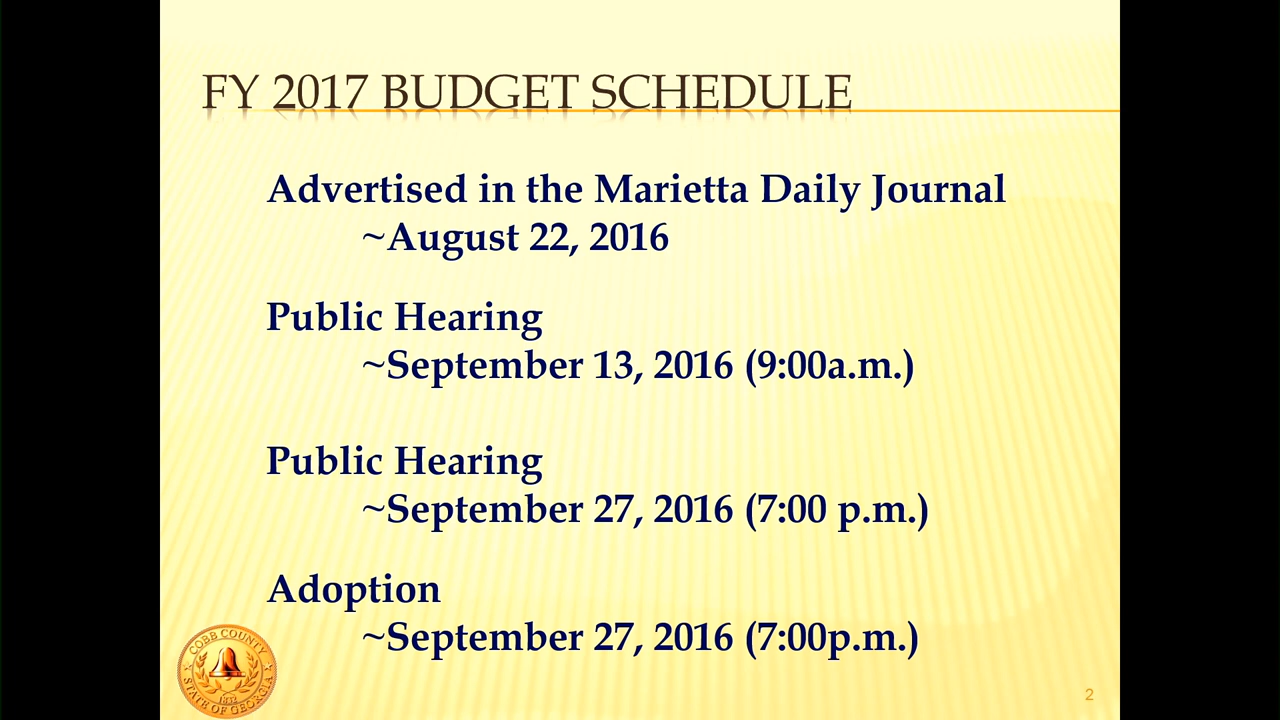 FY 2017 BUDGET SCHEDULE
Advertised in the Marietta Daily Journal
~August 22, 2016
Public Hearing
~September 13, 2016 (9:00a.m.)
Public Hearing
~September 27, 2016 (7:00 p.m.)
Adoption
~September 27, 2016 (7:00p.m.)
COBB COUNTY
1832
STATE OF GEORGIA
2